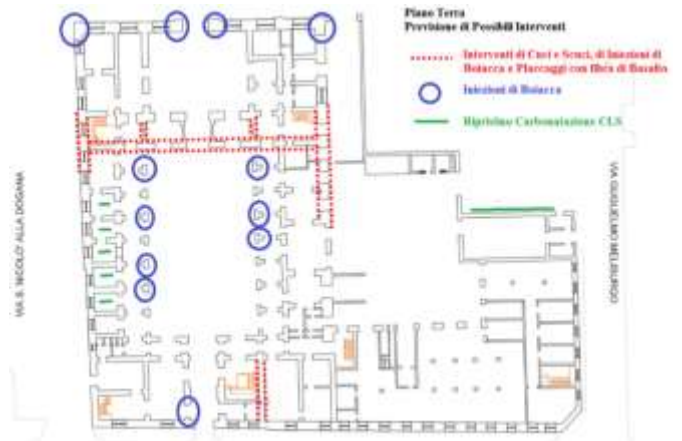 Piano Terra
Previsione di Possibili Interventi
Interventi di Cuci e Scuci, di Iniezioni di
Boiacca e Placcaggi con fibra di Basalto
Iniezioni di Boiacca
Ripristino Carbonatazione CLS
VIA S. NICOLO' ALLA DOGANA
VIA GUGLIELMO MELISURGO